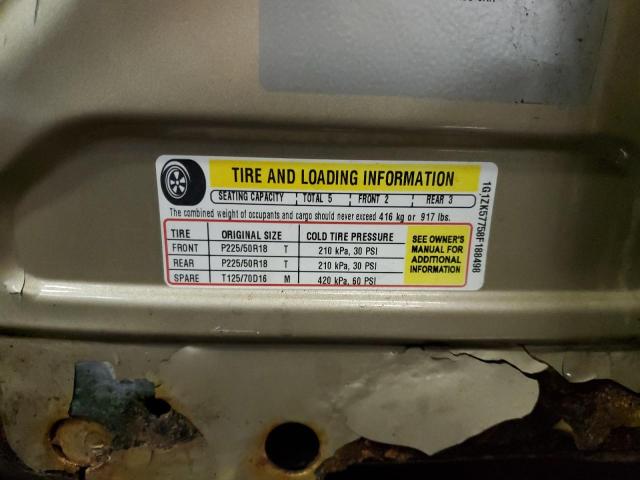 TIRE AND LOADING INFORMATION
SEATING CAPACITY TOTAL 5 FRONT 2 REAR 3
The combined weight of occupants and cargo should never exceed 416 kg or 917 lbs.
TIRE ORIGINAL SIZE COLD TIRE PRESSURE
FRONT P225/50R18 T 210 kPa, 30 PSI
REAR P225/50R18 T 210 kPa, 30 PSI
SPARE T125/70D16 M 420 kPa, 60 PSI
SEE OWNER'S
MANUAL FOR
ADDITIONAL
INFORMATION
1G1ZK57758F188498